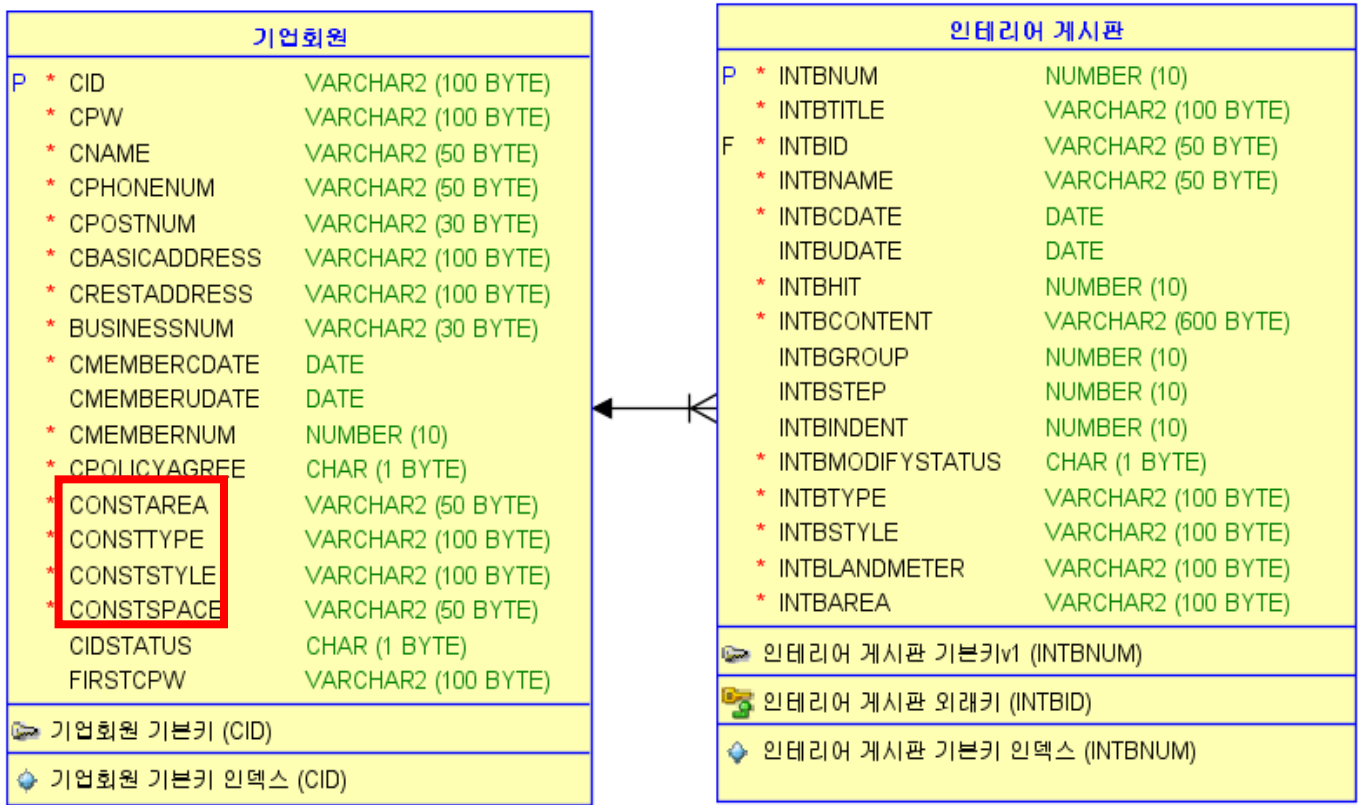 기업회원
P * CID VARCHAR2 (100 BYTE)
* CPW VARCHAR2 (100 BYTE)
* CNAME VARCHAR2 (50 BYTE)
* CPHONENUM VARCHAR2 (50 BYTE)
* CPOSTNUM VARCHAR2 (30 BYTE)
* CBASICADDRESS VARCHAR2 (100 BYTE)
* CRESTADDRESS VARCHAR2 (100 BYTE)
* BUSINESSNUM VARCHAR2 (30 BYTE)
* CMEMBERCDATE DATE
CMEMBERUDATE DATE
* CMEMBERNUM NUMBER (10)
* CPOLICYAGREE CHAR (1 BYTE)
* CONSTAREA VARCHAR2 (50 BYTE)
* CONSTTYPE VARCHAR2 (100 BYTE)
* CONSTSTYLE VARCHAR2 (100 BYTE)
* CONSTSPACE VARCHAR2 (50 BYTE)
CIDSTATUS CHAR (1 BYTE)
FIRSTCPW VARCHAR2 (100 BYTE)
기업회원 기본키 (CID)
기업회원 기본키 인덱스 (CID)
인테리어 게시판
P * INTBNUM NUMBER (10)
* INTBTITLE VARCHAR2 (100 BYTE)
F * INTBID VARCHAR2 (50 BYTE)
* INTBNAME VARCHAR2 (50 BYTE)
* INTBCDATE DATE
INTBUDATE DATE
* INTBHIT NUMBER (10)
* INTBCONTENT VARCHAR2 (600 BYTE)
INTBGROUP NUMBER (10)
INTBSTEP NUMBER (10)
INTBINDENT NUMBER (10)
* INTBMODIFYSTATUS CHAR (1 BYTE)
* INTBTYPE VARCHAR2 (100 BYTE)
* INTBSTYLE VARCHAR2 (100 BYTE)
* INTBLANDMETER VARCHAR2 (100 BYTE)
* INTBAREA VARCHAR2 (100 BYTE)
인테리어 게시판 기본키v1 (INTBNUM)
인테리어 게시판 외래키 (INTBID)
인테리어 게시판 기본키 인덱스 (INTBNUM)